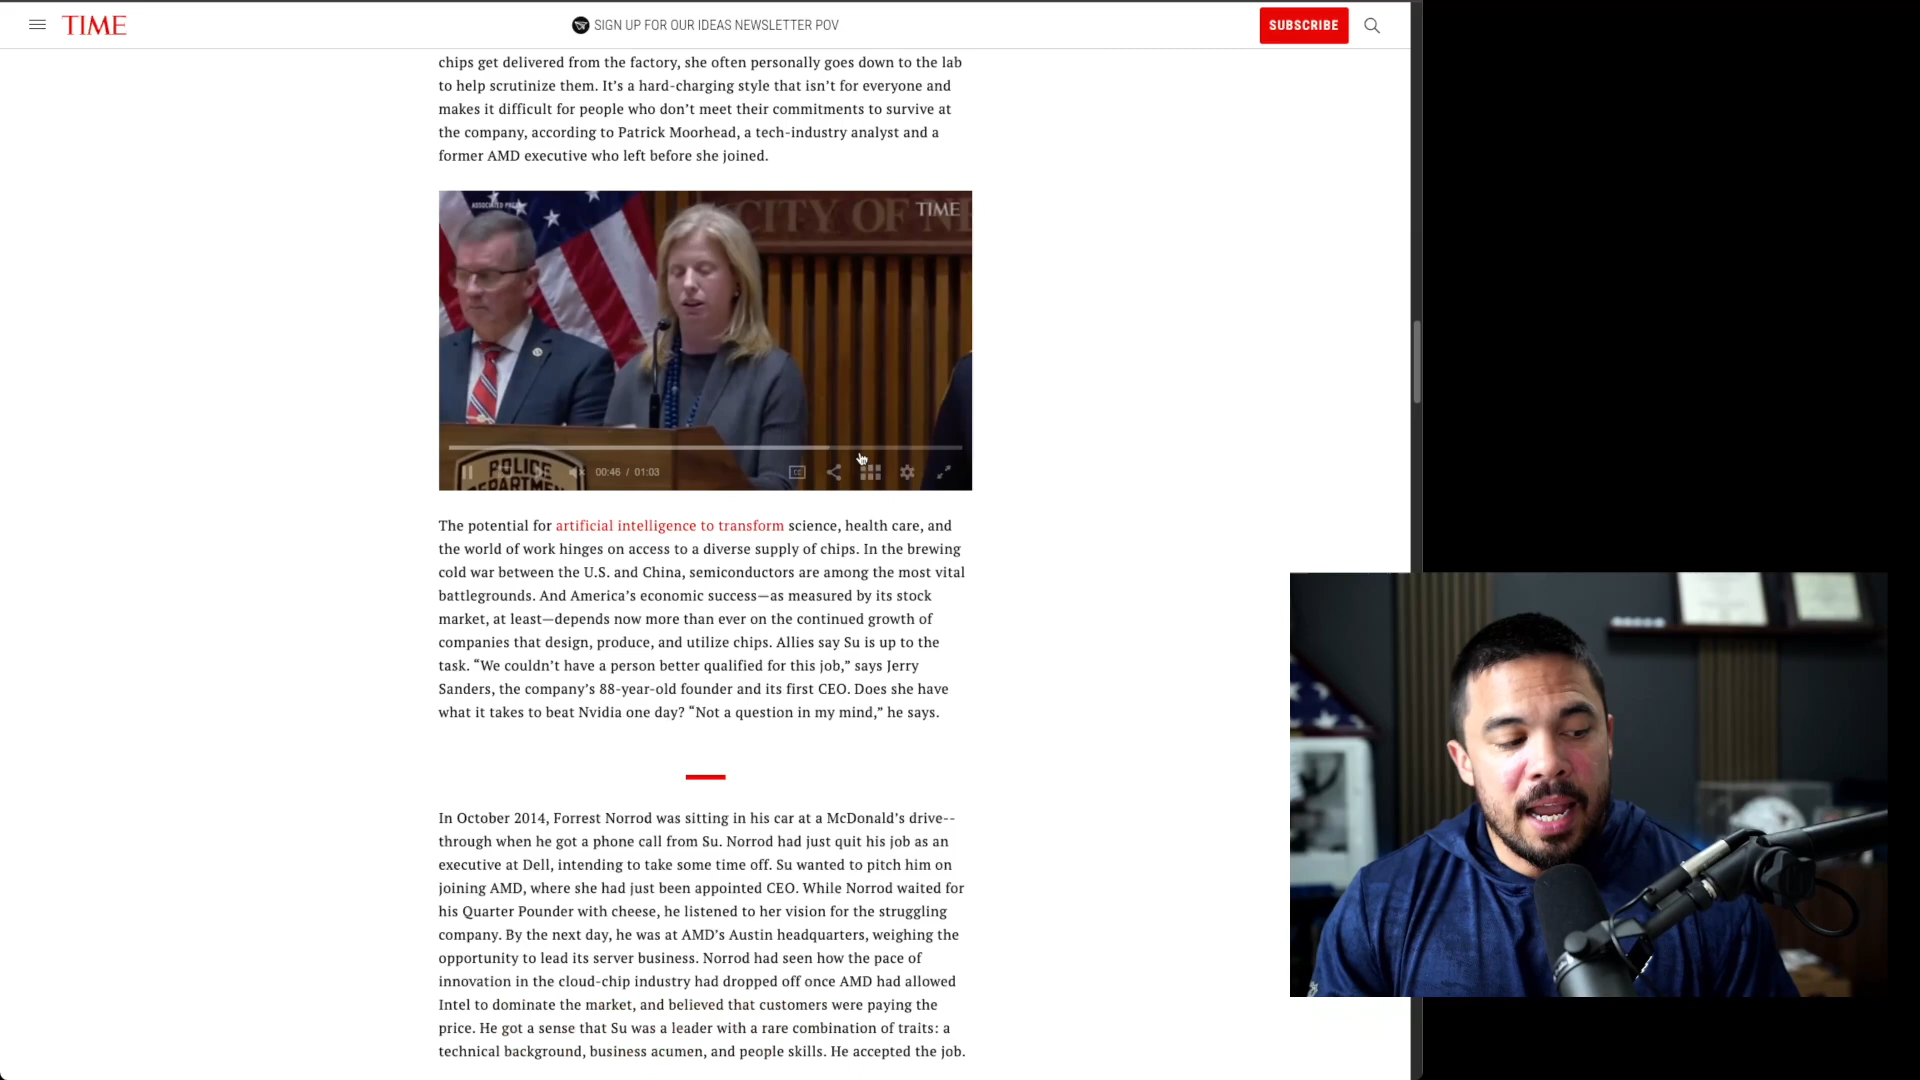 TIME
SIGN UP FOR OUR IDEAS NEWSLETTER POV
SUBSCRIBE
chips get delivered from the factory, she often personally goes down to the lab
to help scrutinize them. It’s a hard-charging style that isn’t for everyone and
makes it difficult for people who don’t meet their commitments to survive at
the company, according to Patrick Moorhead, a tech-industry analyst and a
former AMD executive who left before she joined.
ASSOCIATED PRESS
TIME
CITY OF NE
POLICE
DEPARTMEN
00:46 / 01:03
CC
The potential for artificial intelligence to transform science, health care, and
the world of work hinges on access to a diverse supply of chips. In the brewing
cold war between the U.S. and China, semiconductors are among the most vital
battlegrounds. And America’s economic success—as measured by its stock
market, at least—depends now more than ever on the continued growth of
companies that design, produce, and utilize chips. Allies say Su is up to the
task. “We couldn’t have a person better qualified for this job,” says Jerry
Sanders, the company’s 88-year-old founder and its first CEO. Does she have
what it takes to beat Nvidia one day? “Not a question in my mind,” he says.
In October 2014, Forrest Norrod was sitting in his car at a McDonald’s drive--
through when he got a phone call from Su. Norrod had just quit his job as an
executive at Dell, intending to take some time off. Su wanted to pitch him on
joining AMD, where she had just been appointed CEO. While Norrod waited for
his Quarter Pounder with cheese, he listened to her vision for the struggling
company. By the next day, he was at AMD’s Austin headquarters, weighing the
opportunity to lead its server business. Norrod had seen how the pace of
innovation in the cloud-chip industry had dropped off once AMD had allowed
Intel to dominate the market, and believed that customers were paying the
price. He got a sense that Su was a leader with a rare combination of traits: a
technical background, business acumen, and people skills. He accepted the job.